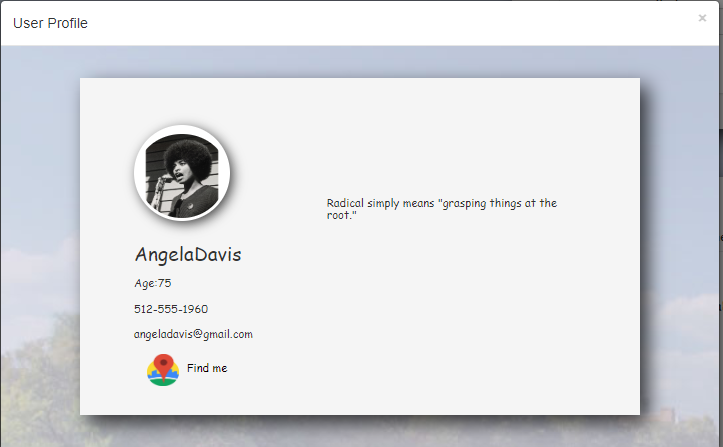 User Profile
×
Radical simply means "grasping things at the
root."
AngelaDavis
Age:75
512-555-1960
angeladavis@gmail.com
Find me